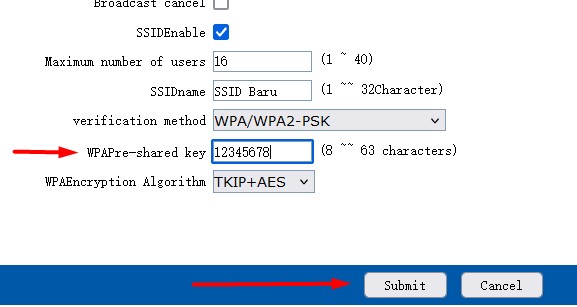 Broadcast cancel
SSIDEnable
Maximum number of users 16 (1 ~ 40)
SSIDname SSID Baru (1 ~~ 32Character)
verification method WPA/WPA2-PSK
WPAPre-shared key 12345678 (8 ~~ 63 characters)
WPAEncryption Algorithm TKIP+AES
Submit Cancel